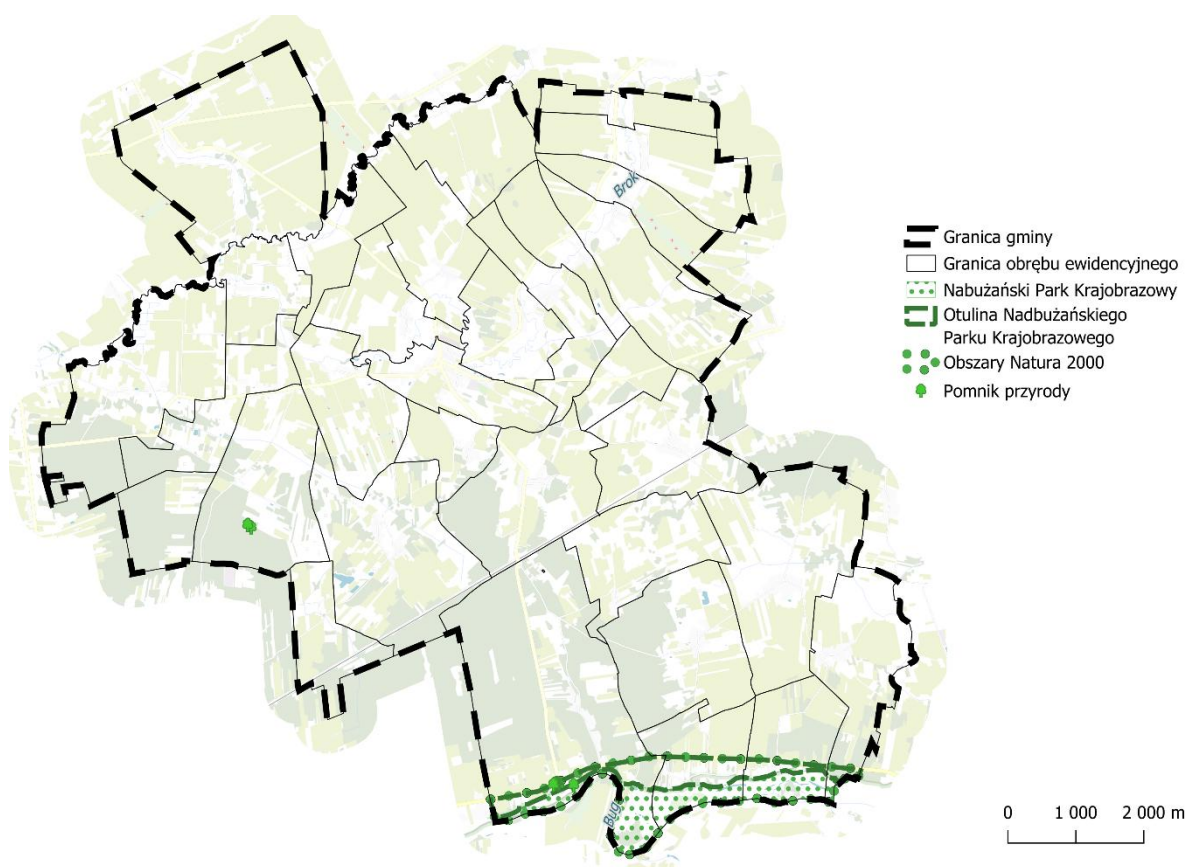 Brok
Granica gminy
Granica obrębu ewidencyjnego
Nabużański Park Krajobrazowy
Otulina Nadbużańskiego
Parku Krajobrazowego
Obszary Natura 2000
Pomnik przyrody
Bug
0 1 000 2 000 m